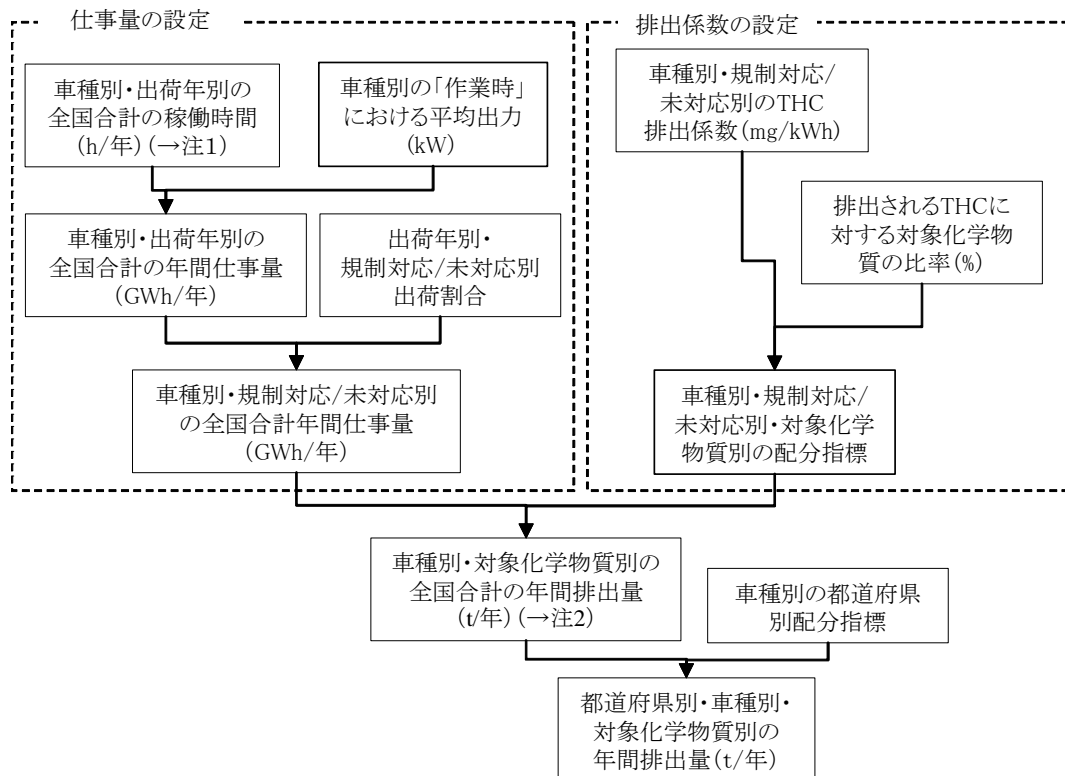 仕事量の設定
車種別・出荷年別の
全国合計の稼働時間
(h/年)(→注1)
車種別の「作業時」
における平均出力
(kW)
車種別・出荷年別の
全国合計の年間仕事量
(GWh/年)
出荷年別・
規制対応/未対応別
出荷割合
車種別・規制対応/未対応別
の全国合計年間仕事量
(GWh/年)
排出係数の設定
車種別・規制対応/
未対応別のTHC
排出係数(mg/kWh)
排出されるTHCに
対する対象化学物
質の比率(%)
車種別・規制対応/
未対応別・対象化学
物質別の配分指標
車種別・対象化学物質別の
全国合計の年間排出量
(t/年)(→注2)
車種別の都道府県
別配分指標
都道府県別・車種別・
対象化学物質別の
年間排出量(t/年)